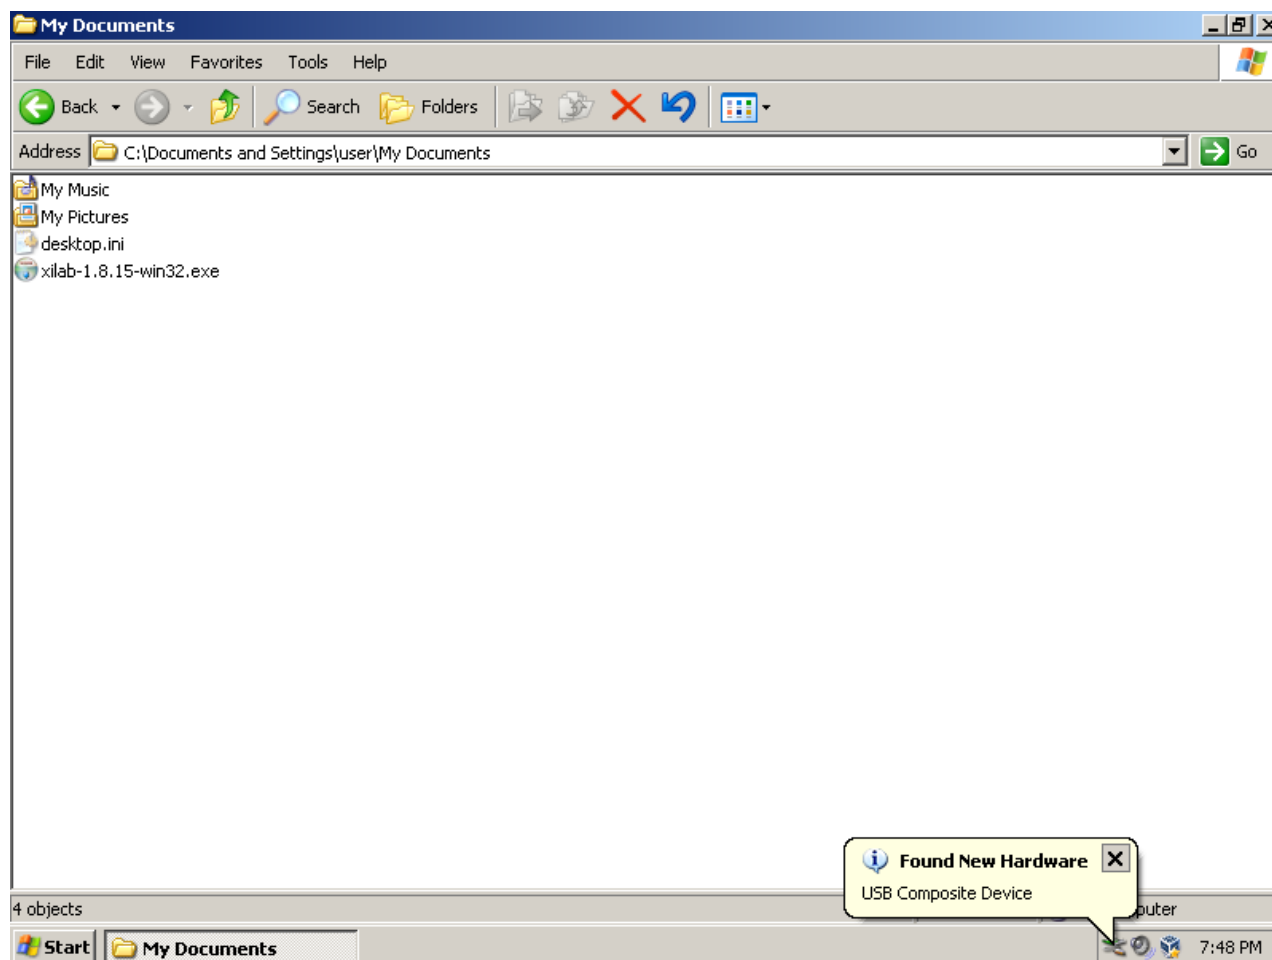 My Documents
File Edit View Favorites Tools Help
Back Search Folders
Address C:\Documents and Settings\user\My Documents Go
My Music
My Pictures
desktop.ini
xilab-1.8.15-win32.exe
Found New Hardware
USB Composite Device
4 objects
Start My Documents 7:48 PM